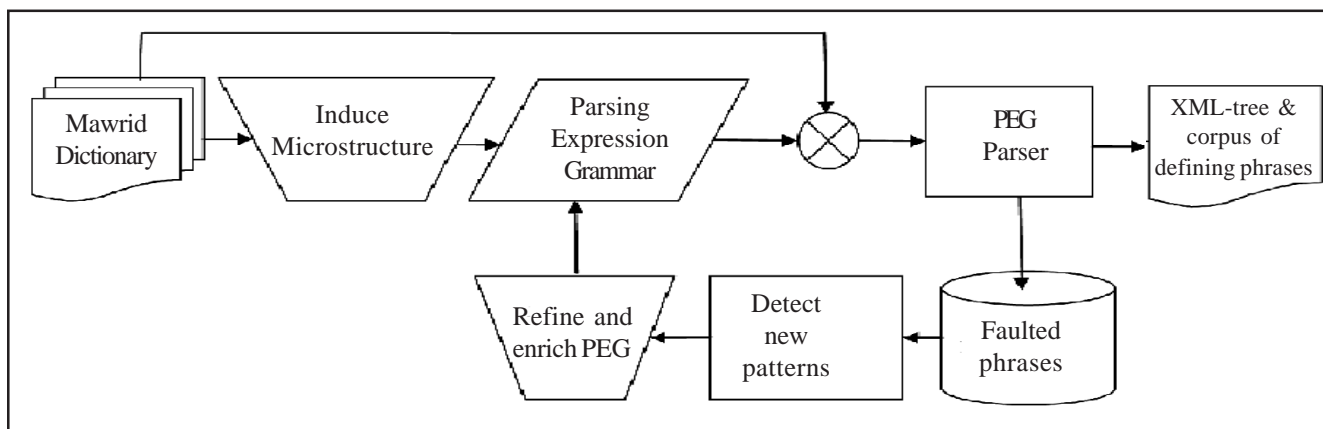 Mawrid
Dictionary
Induce
Microstructure
Parsing
Expression
Grammar
PEG
Parser
XML-tree &
corpus of
defining phrases
Refine and
enrich PEG
Detect
new
patterns
Faulted
phrases